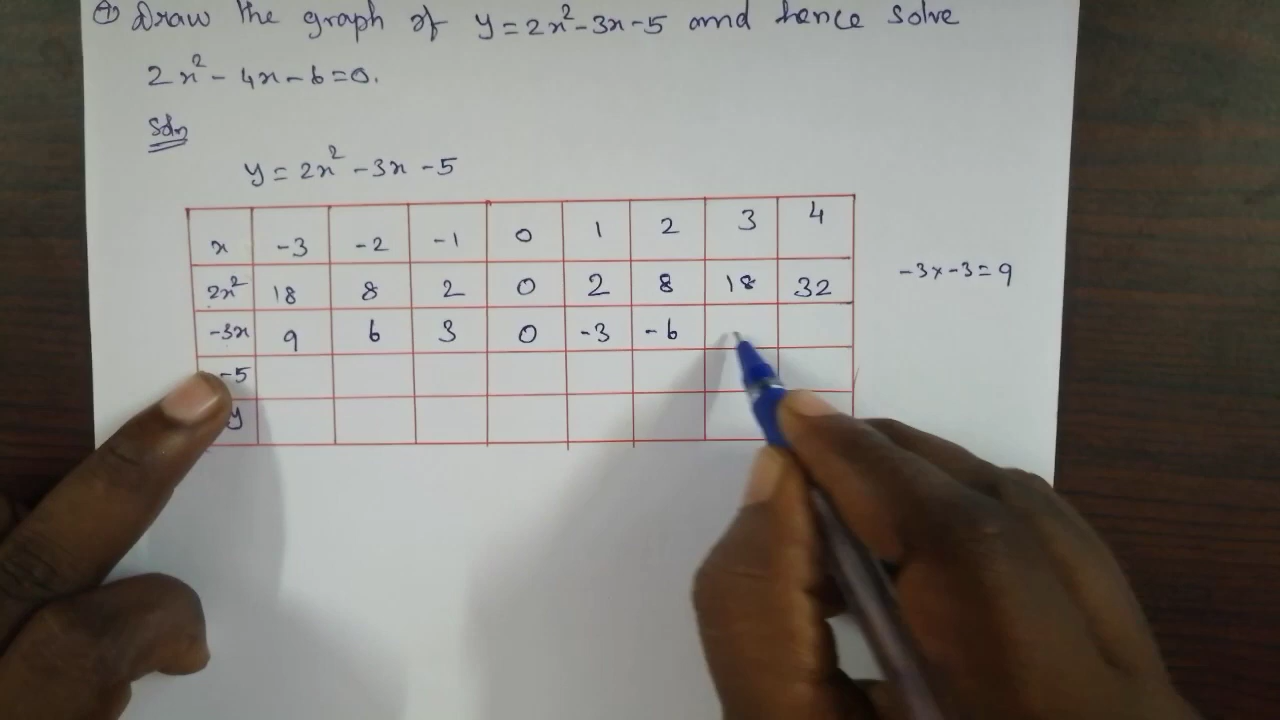 ④ Draw the graph of y = 2x² - 3x - 5 and hence solve
2x² - 4x - 6 = 0.
Soln
y = 2x² - 3x - 5
x -3 -2 -1 0 1 2 3 4
2x² 18 8 2 0 2 8 18 32
-3x 9 6 3 0 -3 -6
-5
y
-3x-3=9